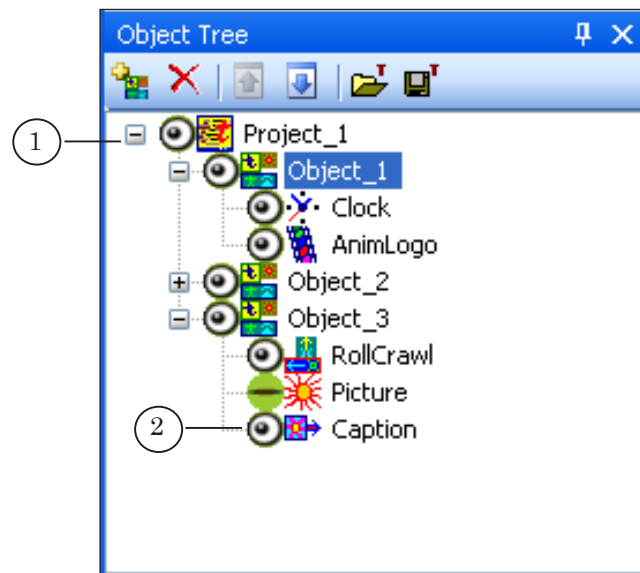 Object Tree
1
Project_1
Object_1
Clock
AnimLogo
Object_2
Object_3
RollCrawl
Picture
2
Caption